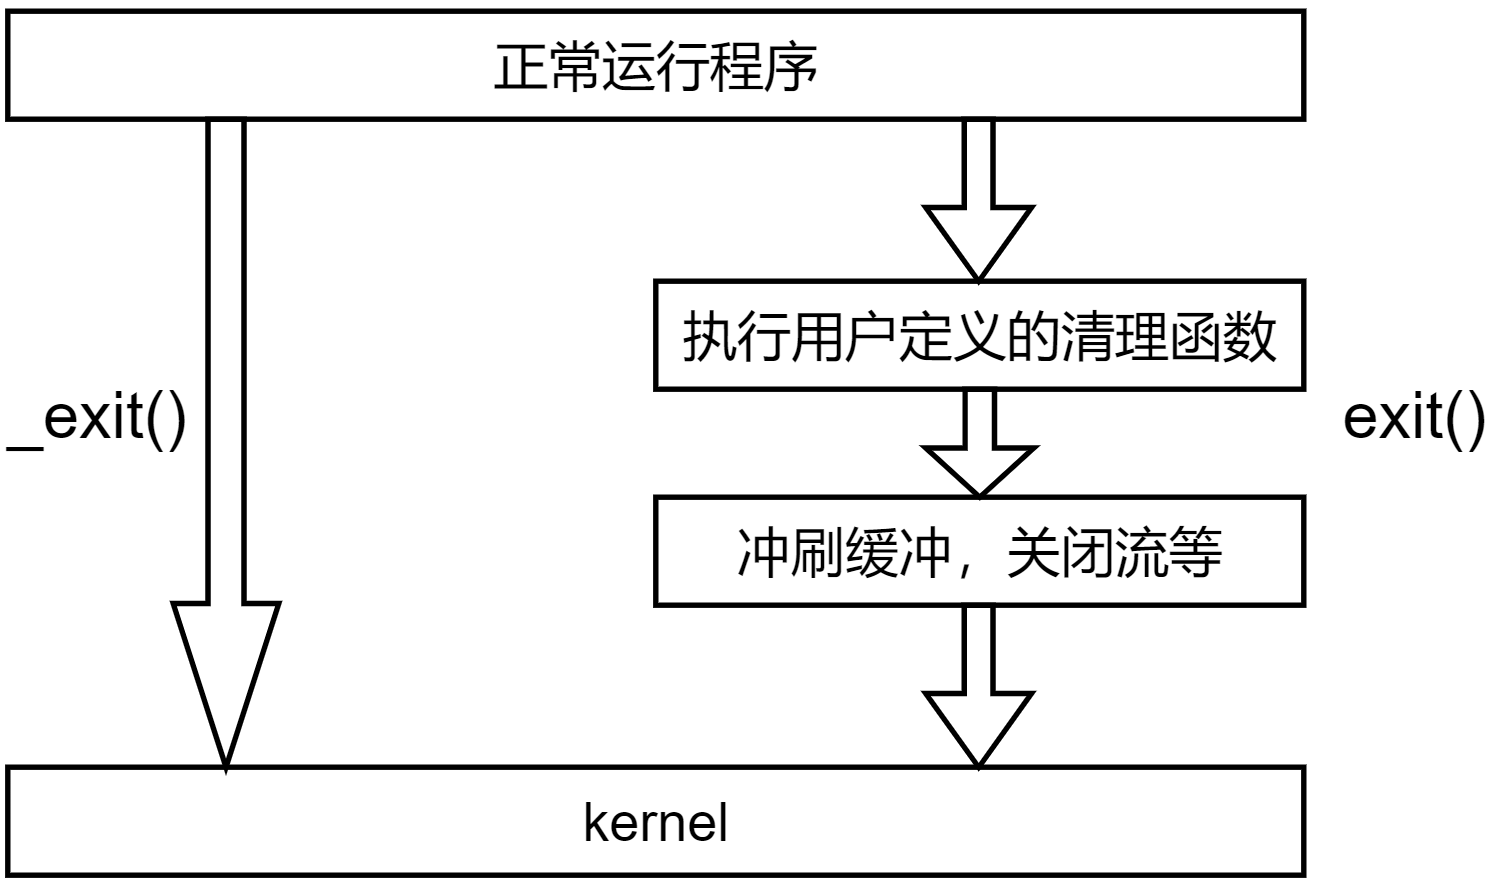 正常运行程序
执行用户定义的清理函数
_exit()
exit()
冲刷缓冲，关闭流等
kernel